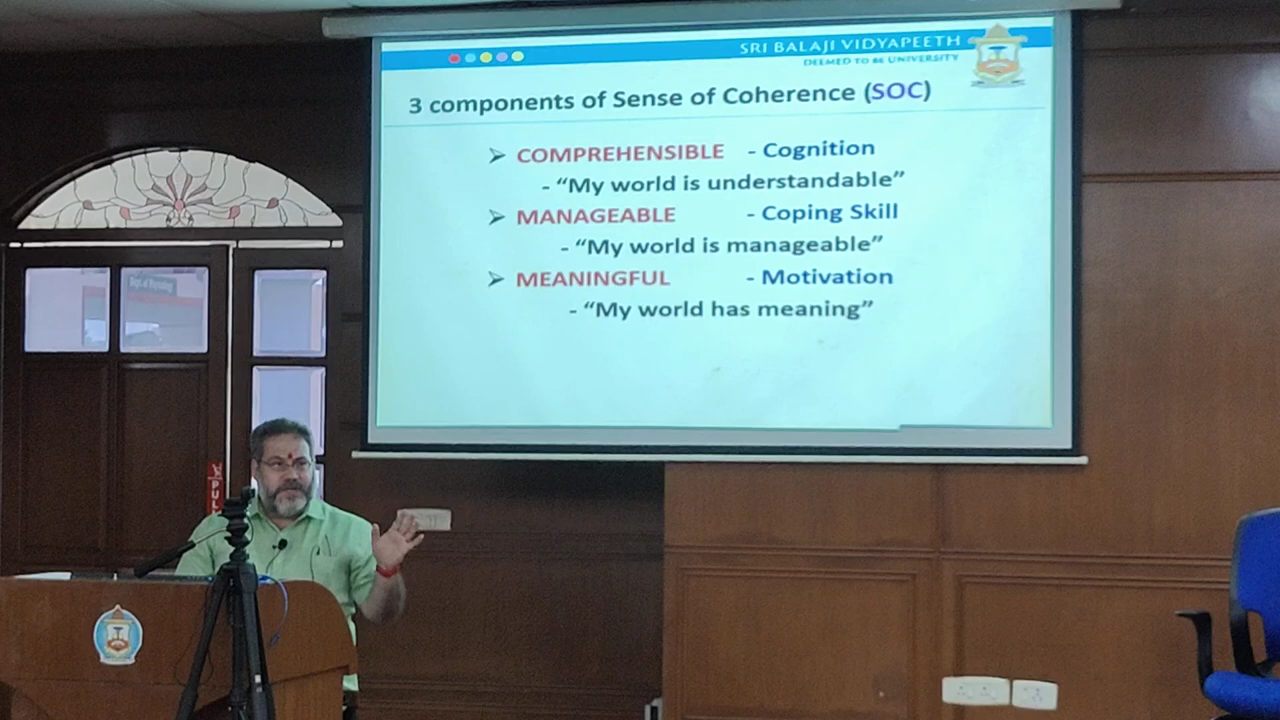 SRI BALAJI VIDYAPEETH
DEEMED TO BE UNIVERSITY
3 components of Sense of Coherence (SOC)
➢ COMPREHENSIBLE - Cognition
- “My world is understandable”
➢ MANAGEABLE - Coping Skill
- “My world is manageable”
➢ MEANINGFUL - Motivation
- “My world has meaning”
PULL